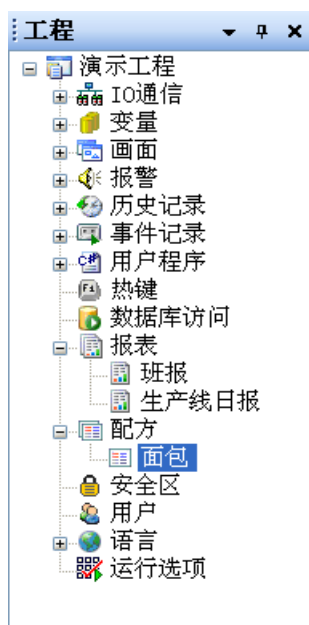 工程
演示工程
IO通信
变量
画面
报警
历史记录
事件记录
C# 用户程序
F1 热键
数据库访问
报表
班报
生产线日报
配方
面包
安全区
用户
语言
运行选项